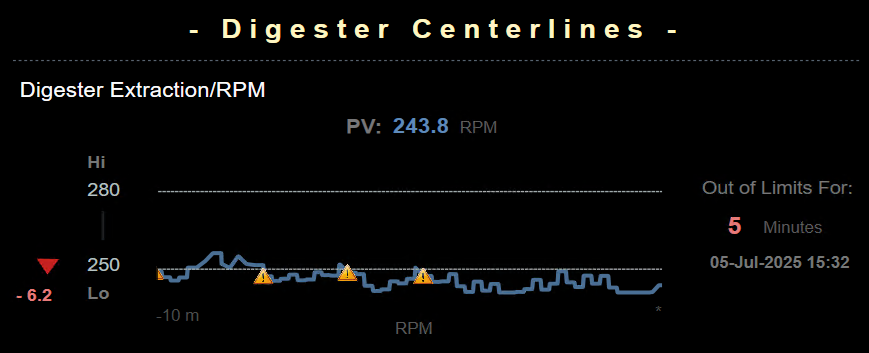 - Digester Centerlines -
Digester Extraction/RPM
PV: 243.8 RPM
Hi
280
250
Lo
- 6.2
-10 m
*
RPM
Out of Limits For:
5 Minutes
05-Jul-2025 15:32